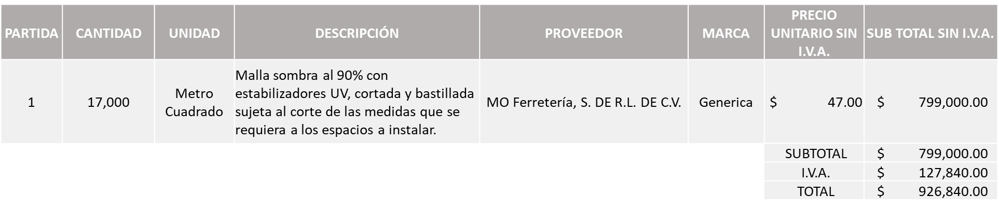 PARTIDA CANTIDAD UNIDAD DESCRIPCIÓN PROVEEDOR MARCA PRECIO UNITARIO SIN I.V.A. SUB TOTAL SIN I.V.A.
1 17,000 Metro Cuadrado
Malla sombra al 90% con
estabilizadores UV, cortada y bastillada
sujeta al corte de las medidas que se
requiera a los espacios a instalar.
MO Ferretería, S. DE R.L. DE C.V. Generica $ 47.00 $ 799,000.00
SUBTOTAL $ 799,000.00
I.V.A. $ 127,840.00
TOTAL $ 926,840.00